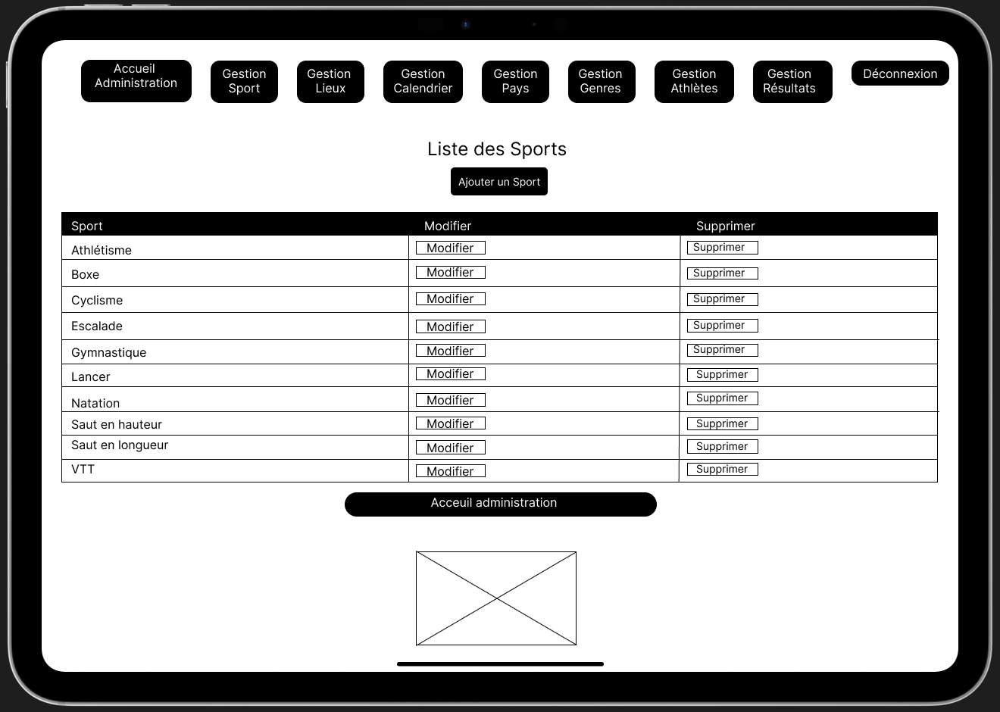 Accueil
Administration
Gestion
Sport
Gestion
Lieux
Gestion
Calendrier
Gestion
Pays
Gestion
Genres
Gestion
Athlètes
Gestion
Résultats
Déconnexion
Liste des Sports
Ajouter un Sport
Sport Modifier Supprimer
Athlétisme Modifier Supprimer
Boxe Modifier Supprimer
Cyclisme Modifier Supprimer
Escalade Modifier Supprimer
Gymnastique Modifier Supprimer
Lancer Modifier Supprimer
Natation Modifier Supprimer
Saut en hauteur Modifier Supprimer
Saut en longueur Modifier Supprimer
VTT Modifier Supprimer
Acceuil administration